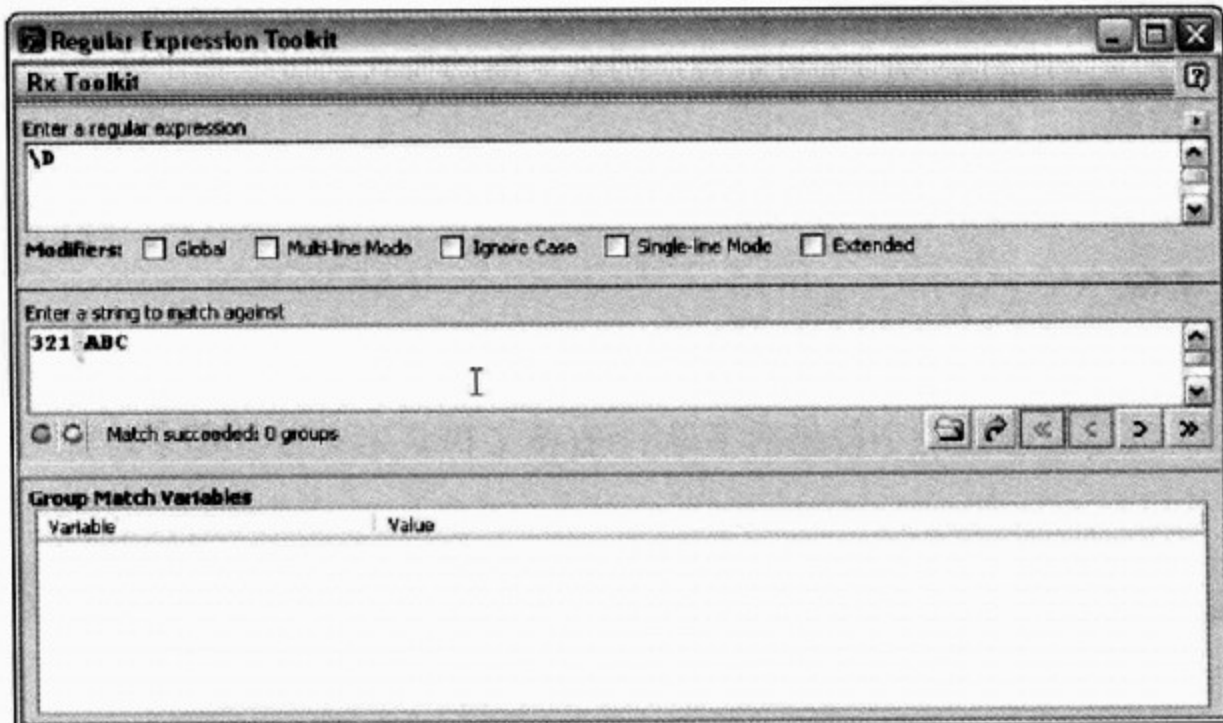 Regular Expression Toolkit
Rx Toolkit
Enter a regular expression
\D
Modifiers: Global Multi-line Mode Ignore Case Single-line Mode Extended
Enter a string to match against
321 ABC
Match succeeded: 0 groups
Group Match Variables
Variable Value